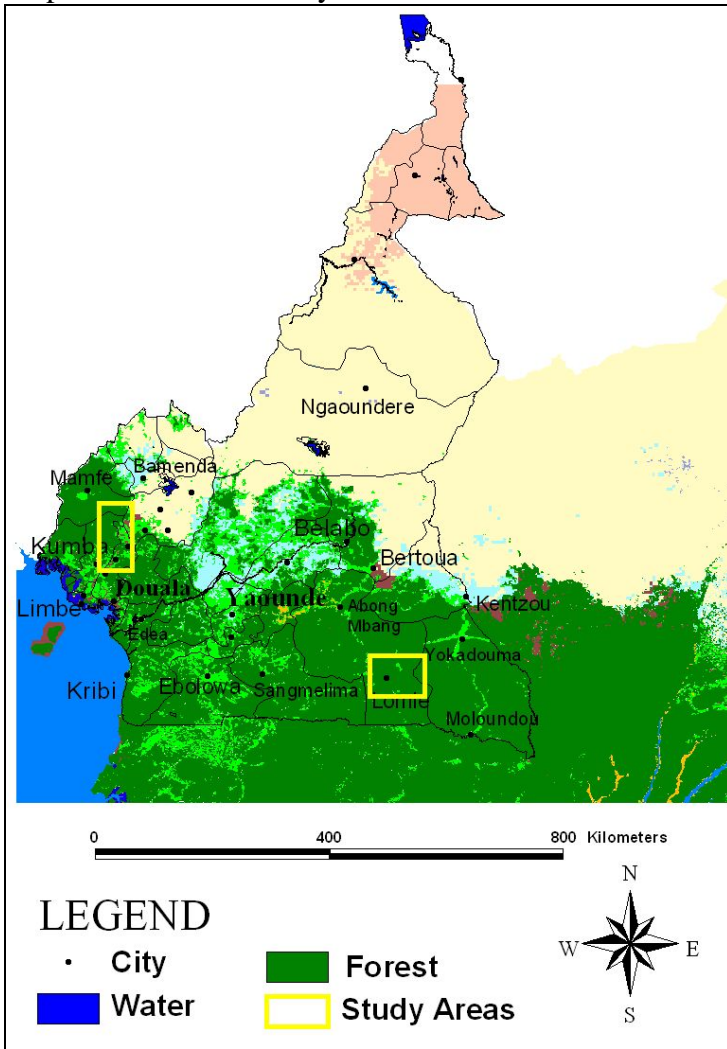 Ngaoundere
Bamenda
Mamfe
Belabo
Kumba
Bertoua
Douala
Yaounde
Limbe
Kentzou
Abong
Mbang
Edea
Yokadouma
Kribi
Ebolowa
Sangmelima
Lomie
Moloundou
0 400 800 Kilometers
N
W E
S
LEGEND
City Forest
Water Study Areas